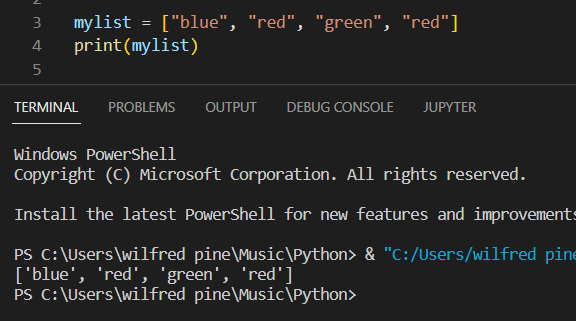 3 mylist = ["blue", "red", "green", "red"]
4 print(mylist)
5
TERMINAL PROBLEMS OUTPUT DEBUG CONSOLE JUPYTER
Windows PowerShell
Copyright (C) Microsoft Corporation. All rights reserved.
Install the latest PowerShell for new features and improvements
PS C:\Users\wilfred pine\Music\Python> & "C:/Users/wilfred pine
['blue', 'red', 'green', 'red']
PS C:\Users\wilfred pine\Music\Python>